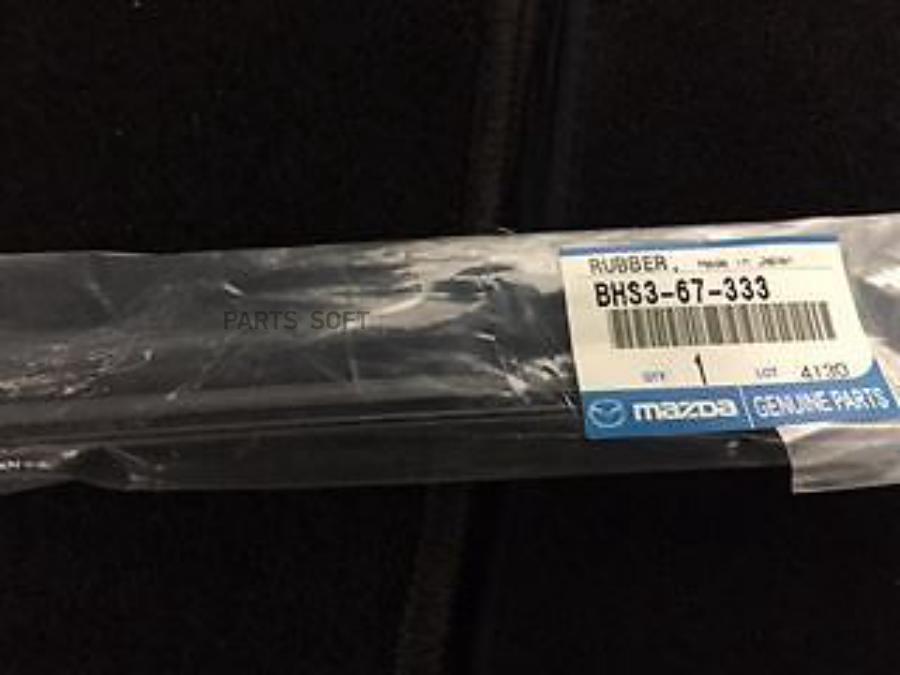 RUBBER. MADE IN JAPAN
BHS3-67-333
PARTS SOFT
QTY 1 LOT 4130
mazda GENUINE PARTS